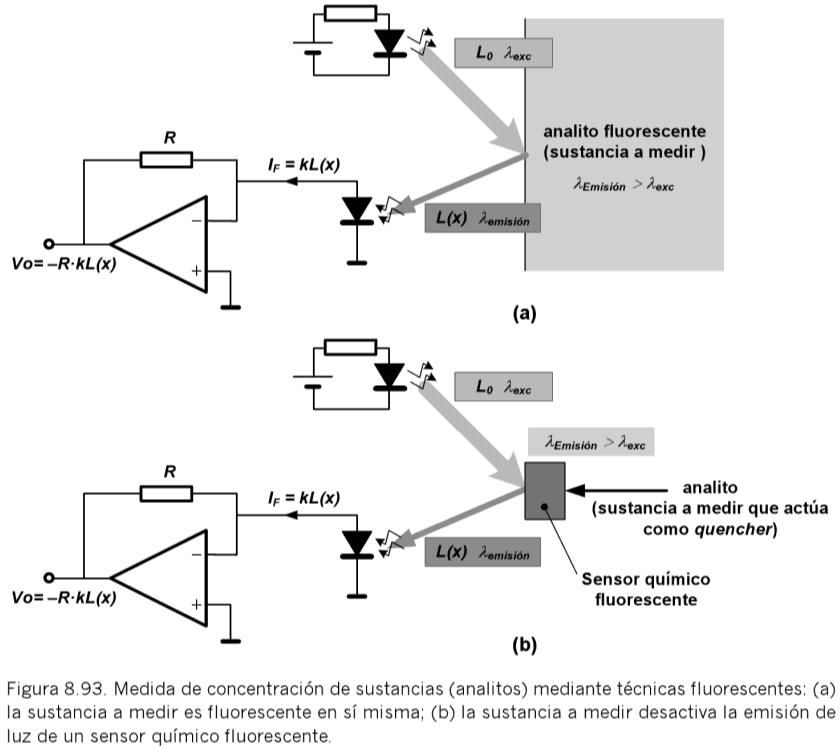 L₀ λexc
analito fluorescente
(sustancia a medir )
λEmisión > λexc
R
I_F = kL(x)
−
+
L(x) λemisión
Vo= –R·kL(x)
(a)
L₀ λexc
λEmisión > λexc
R
I_F = kL(x)
analito
(sustancia a medir que actúa
como quencher)
−
+
L(x) λemisión
Sensor químico
fluorescente
Vo= –R·kL(x)
(b)
Figura 8.93. Medida de concentración de sustancias (analitos) mediante técnicas fluorescentes: (a)
la sustancia a medir es fluorescente en sí misma; (b) la sustancia a medir desactiva la emisión de
luz de un sensor químico fluorescente.